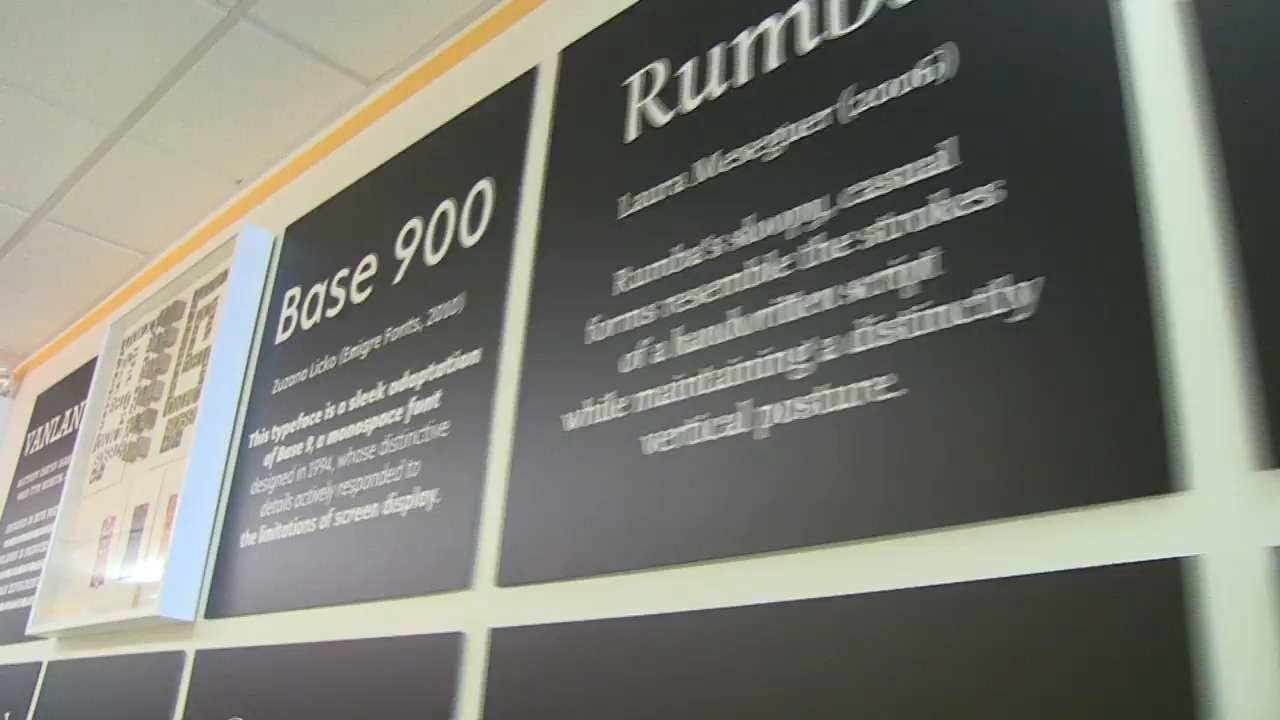 VANLAN
Base 900
Zuzana Licko (Emigre Fonts, 2010)
This typeface is a sleek adaptation
of Base 9, a monospace font
designed in 1994, whose distinctive
details actively responded to
the limitations of screen display.
Rumba
Laura Meseguer (2006)
Rumba's sloopy, casual
forms resemble the strokes
of a handwritten script
while maintaining a distinctly
vertical posture.